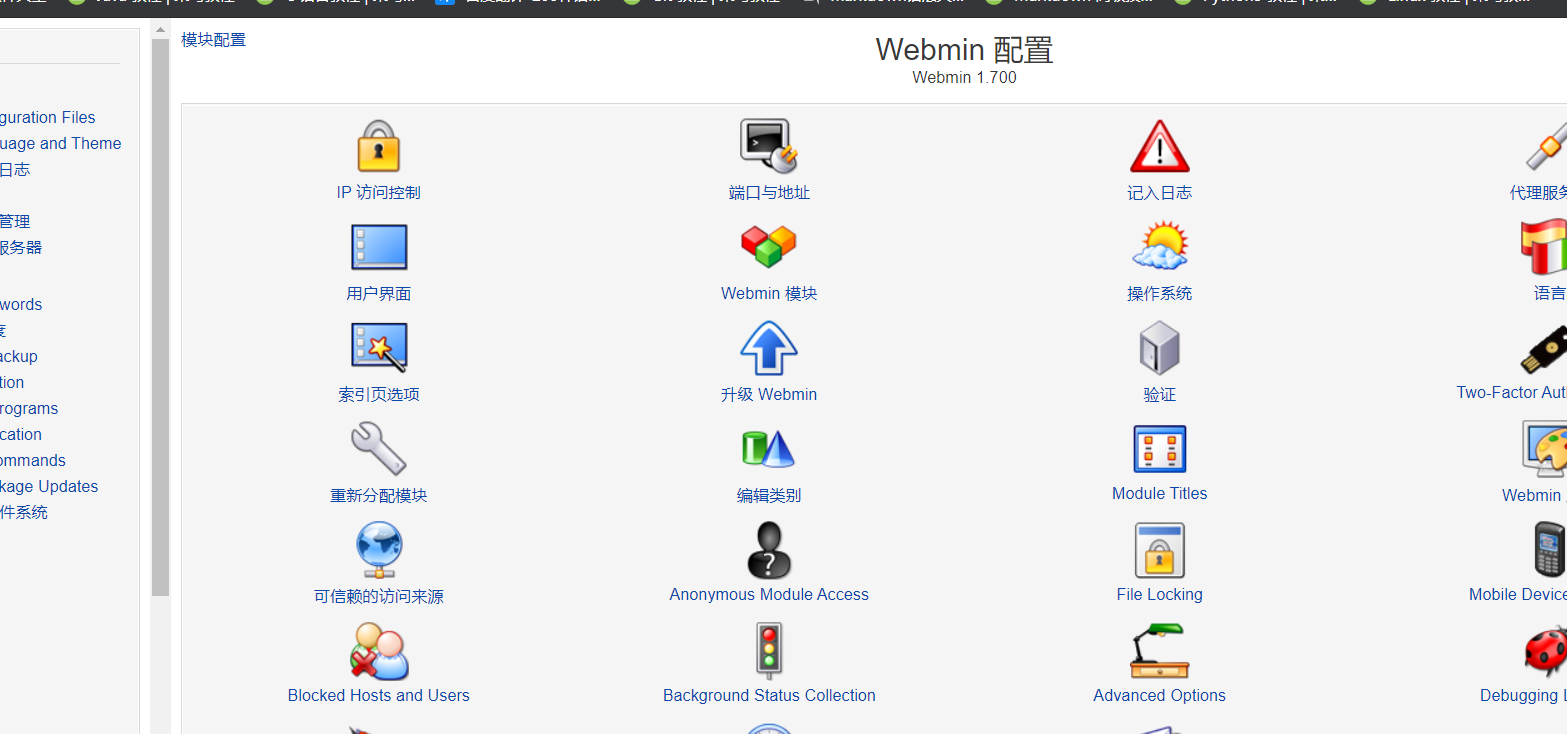 模块配置
Webmin 配置
Webmin 1.700
guration Files
uage and Theme
日志
管理
服务器
words
ackup
tion
rograms
cation
ommands
kage Updates
件系统
IP 访问控制
端口与地址
记入日志
代理服务
用户界面
Webmin 模块
操作系统
语言
索引页选项
升级 Webmin
验证
Two-Factor Aut
重新分配模块
编辑类别
Module Titles
Webmin
可信赖的访问来源
Anonymous Module Access
File Locking
Mobile Device
Blocked Hosts and Users
Background Status Collection
Advanced Options
Debugging L